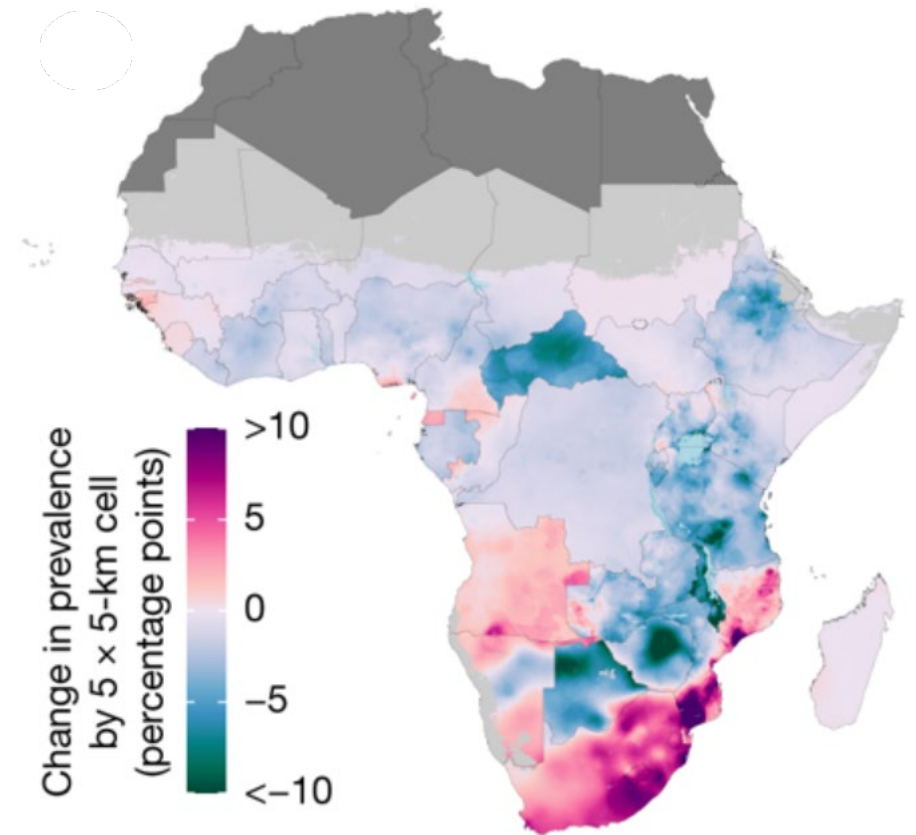 Change in prevalence
by 5 × 5-km cell
(percentage points)
>10
5
0
−5
<−10